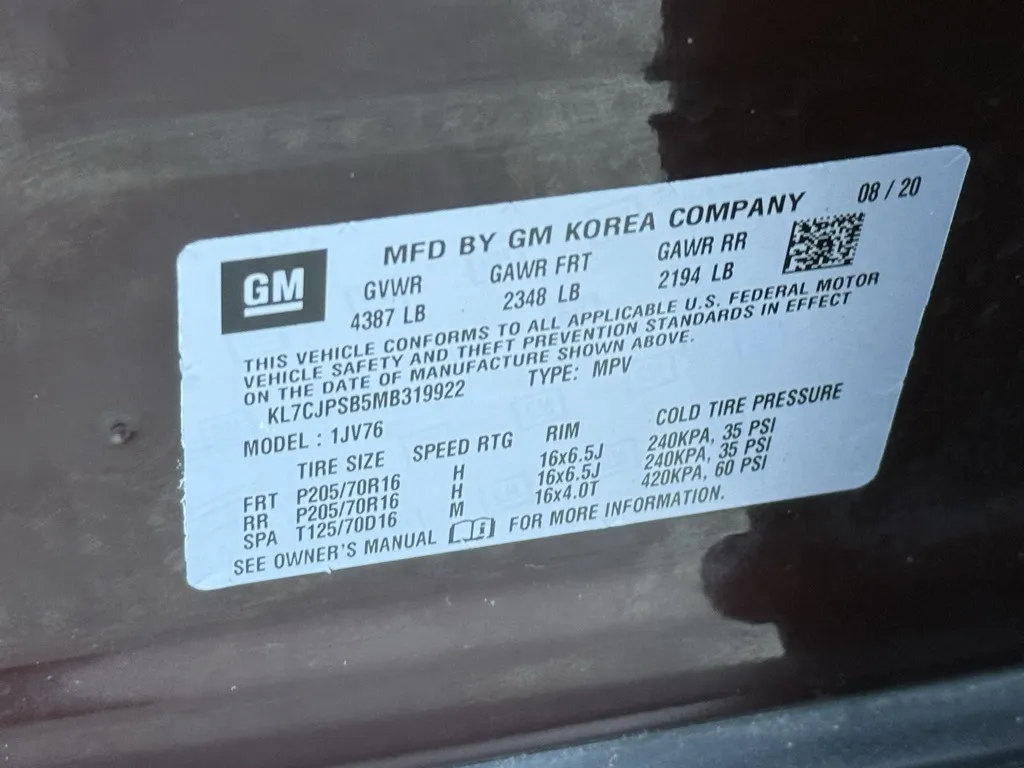 MFD BY GM KOREA COMPANY 08 / 20
GM
GVWR GAWR FRT GAWR RR
4387 LB 2348 LB 2194 LB
THIS VEHICLE CONFORMS TO ALL APPLICABLE U.S. FEDERAL MOTOR
VEHICLE SAFETY AND THEFT PREVENTION STANDARDS IN EFFECT
ON THE DATE OF MANUFACTURE SHOWN ABOVE.
KL7CJPSB5MB319922 TYPE: MPV
MODEL : 1JV76
TIRE SIZE SPEED RTG RIM COLD TIRE PRESSURE
FRT P205/70R16 H 16x6.5J 240KPA, 35 PSI
RR P205/70R16 H 16x6.5J 240KPA, 35 PSI
SPA T125/70D16 M 16x4.0T 420KPA, 60 PSI
SEE OWNER'S MANUAL FOR MORE INFORMATION.